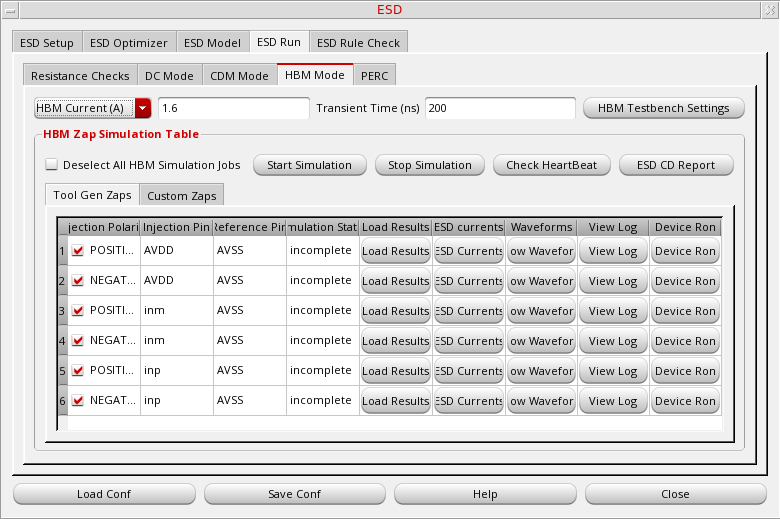 ESD
ESD Setup ESD Optimizer ESD Model ESD Run ESD Rule Check
Resistance Checks DC Mode CDM Mode HBM Mode PERC
HBM Current (A) 1.6 Transient Time (ns) 200 HBM Testbench Settings
HBM Zap Simulation Table
Deselect All HBM Simulation Jobs Start Simulation Stop Simulation Check HeartBeat ESD CD Report
Tool Gen Zaps Custom Zaps
jection Polari Injection Pin Reference Pin mulation Stat Load Results ESD currents Waveforms View Log Device Ron
1 POSITI... AVDD AVSS incomplete Load Results ESD Currents ow Wavefor View Log Device Ron
2 NEGAT... AVDD AVSS incomplete Load Results ESD Currents ow Wavefor View Log Device Ron
3 POSITI... inm AVSS incomplete Load Results ESD Currents ow Wavefor View Log Device Ron
4 NEGAT... inm AVSS incomplete Load Results ESD Currents ow Wavefor View Log Device Ron
5 POSITI... inp AVSS incomplete Load Results ESD Currents ow Wavefor View Log Device Ron
6 NEGAT... inp AVSS incomplete Load Results ESD Currents ow Wavefor View Log Device Ron
Load Conf Save Conf Help Close